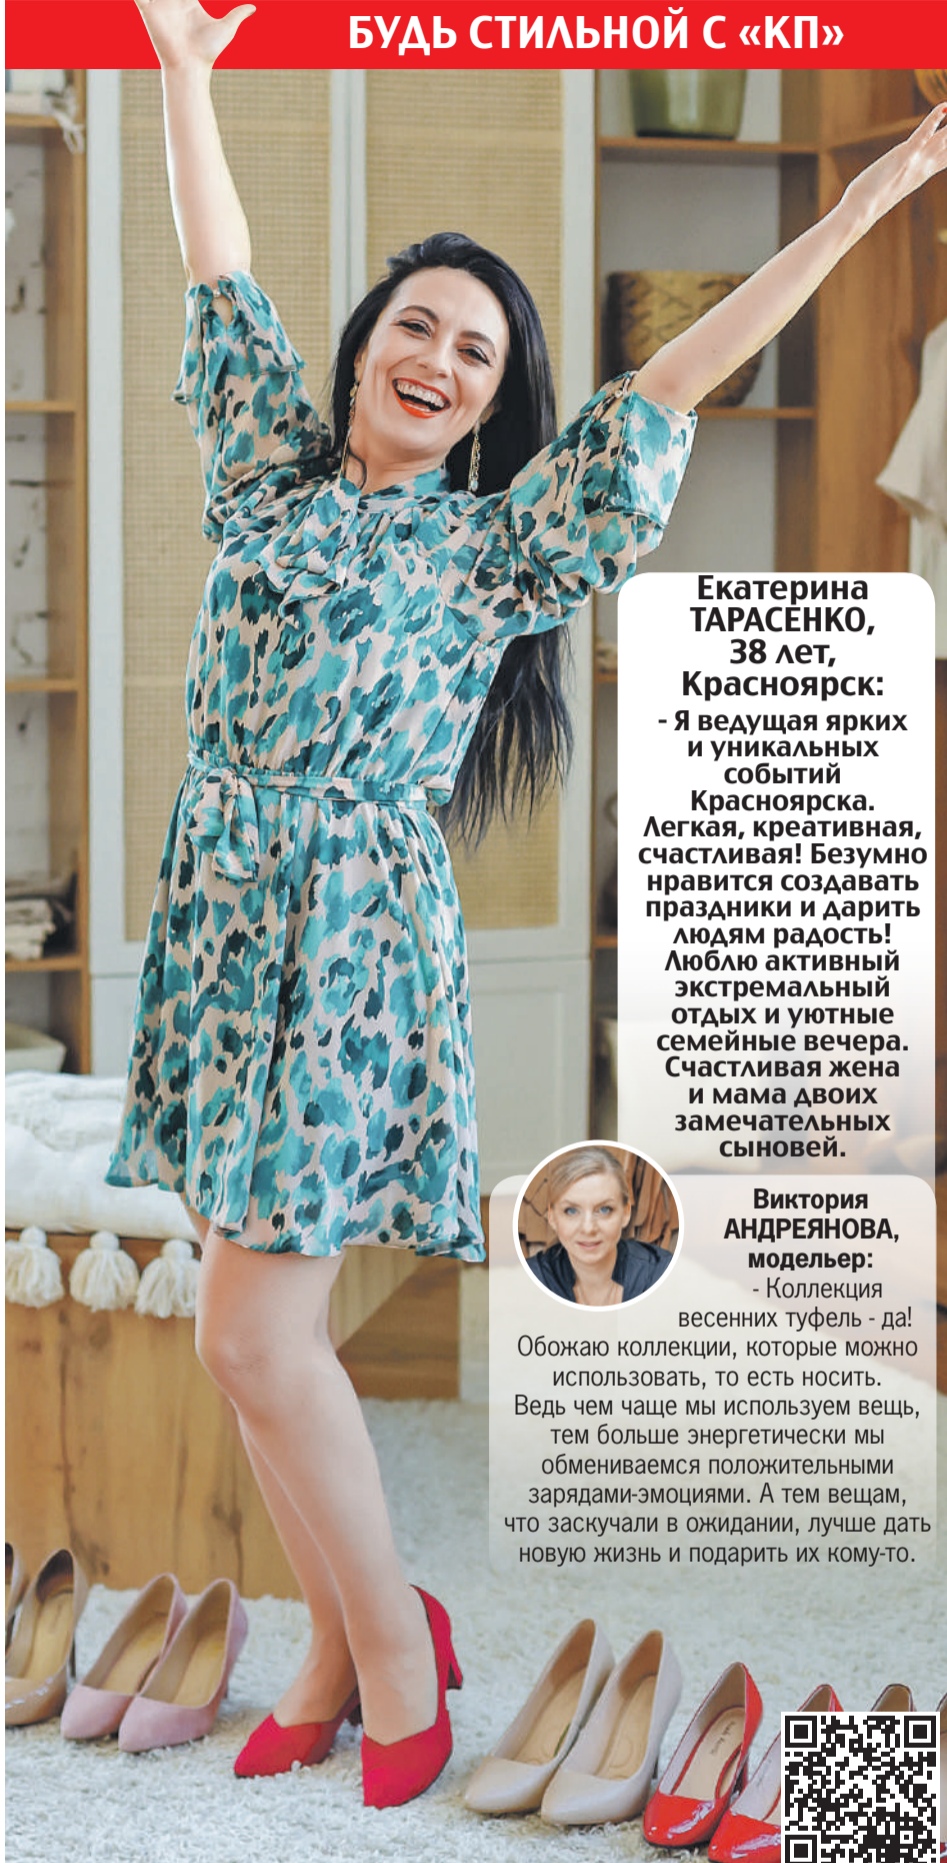 БУДЬ СТИЛЬНОЙ С «КП»
Екатерина
ТАРАСЕНКО,
38 лет,
Красноярск:
- Я ведущая ярких
и уникальных
событий
Красноярска.
Легкая, креативная,
счастливая! Безумно
нравится создавать
праздники и дарить
людям радость!
Люблю активный
экстремальный
отдых и уютные
семейные вечера.
Счастливая жена
и мама двоих
замечательных
сыновей.
Виктория
АНДРЕЯНОВА,
модельер:
- Коллекция
весенних туфель - да!
Обожаю коллекции, которые можно
использовать, то есть носить.
Ведь чем чаще мы используем вещь,
тем больше энергетически мы
обмениваемся положительными
зарядами-эмоциями. А тем вещам,
что заскучали в ожидании, лучше дать
новую жизнь и подарить их кому-то.